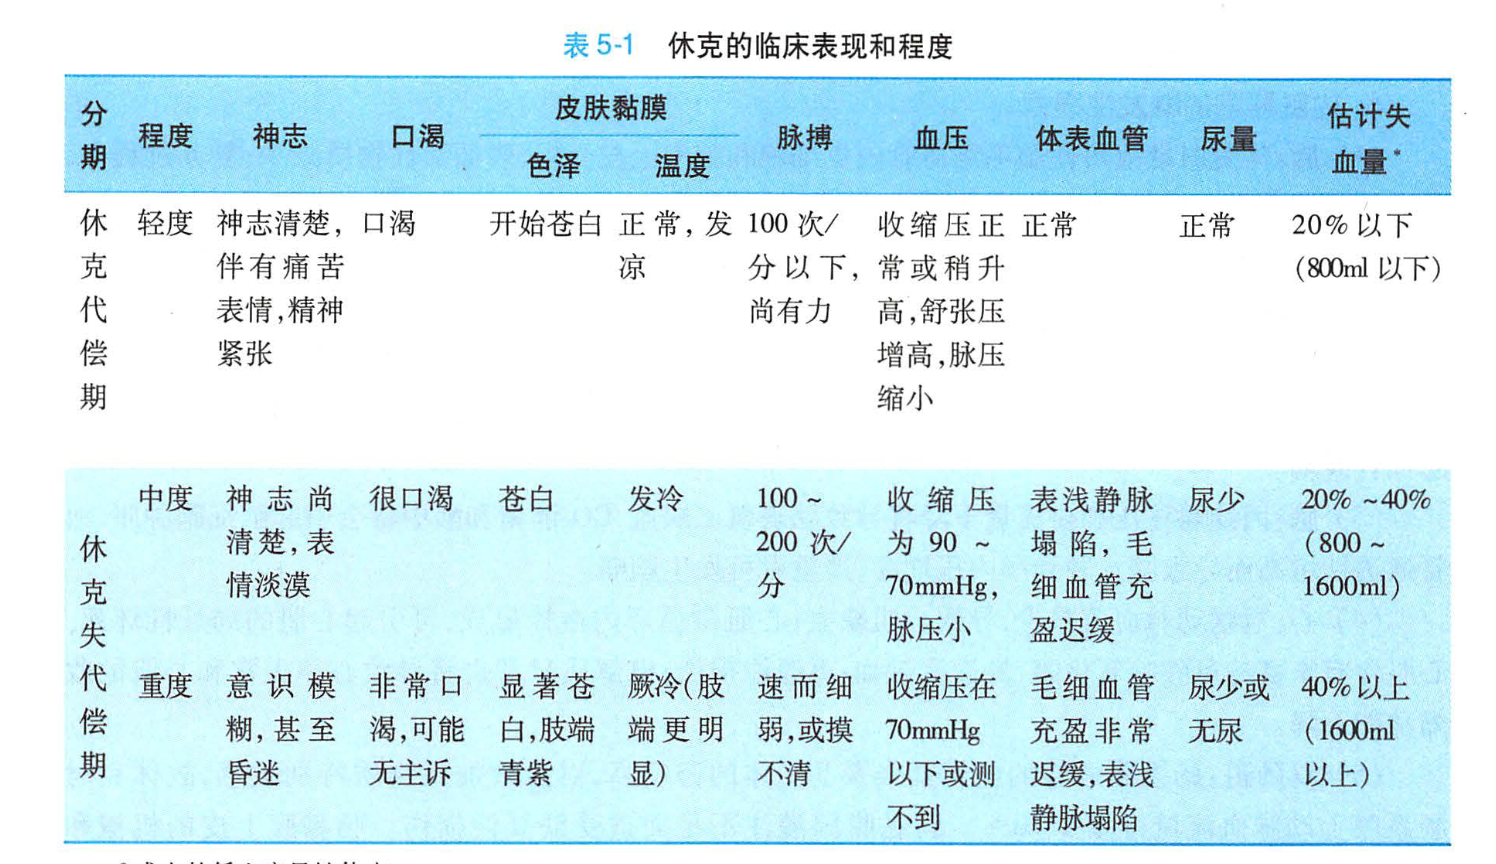 表 5-1 休克的临床表现和程度
分期 程度 神志 口渴 皮肤黏膜 脉搏 血压 体表血管 尿量 估计失血量*
色泽 温度
休 轻度 神志清楚, 口渴 开始苍白 正常,发 100 次/ 收缩压正 正常 正常 20% 以下
克 伴有痛苦 凉 分以下, 常或稍升 (800ml 以下)
代 表情,精神 尚有力 高,舒张压
偿 紧张 增高,脉压
期 缩小
中度 神志尚 很口渴 苍白 发冷 100 ~ 收缩压 表浅静脉 尿少 20% ~40%
休 清楚,表 200 次/ 为 90 ~ 塌陷,毛 (800 ~
克 情淡漠 分 70mmHg, 细血管充 1600ml)
失 脉压小 盈迟缓
代 重度 意识模 非常口 显著苍 厥冷(肢 速而细 收缩压在 毛细血管 尿少或 40% 以上
偿 糊,甚至 渴,可能 白,肢端 端更明 弱,或摸 70mmHg 充盈非常 无尿 (1600ml
期 昏迷 无主诉 青紫 显) 不清 以下或测 迟缓,表浅 以上)
不到 静脉塌陷